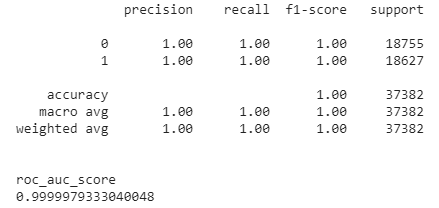 precision recall f1-score support
0 1.00 1.00 1.00 18755
1 1.00 1.00 1.00 18627
accuracy 1.00 37382
macro avg 1.00 1.00 1.00 37382
weighted avg 1.00 1.00 1.00 37382
roc_auc_score
0.9999979333040048